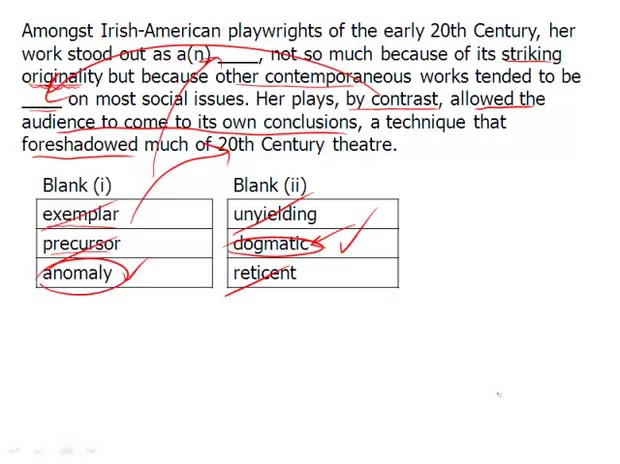 Amongst Irish-American playwrights of the early 20th Century, her
work stood out as a(n) ____, not so much because of its striking
originality but because other contemporaneous works tended to be
____ on most social issues. Her plays, by contrast, allowed the
audience to come to its own conclusions, a technique that
foreshadowed much of 20th Century theatre.
Blank (i) Blank (ii)
exemplar unyielding
precursor dogmatic
anomaly reticent